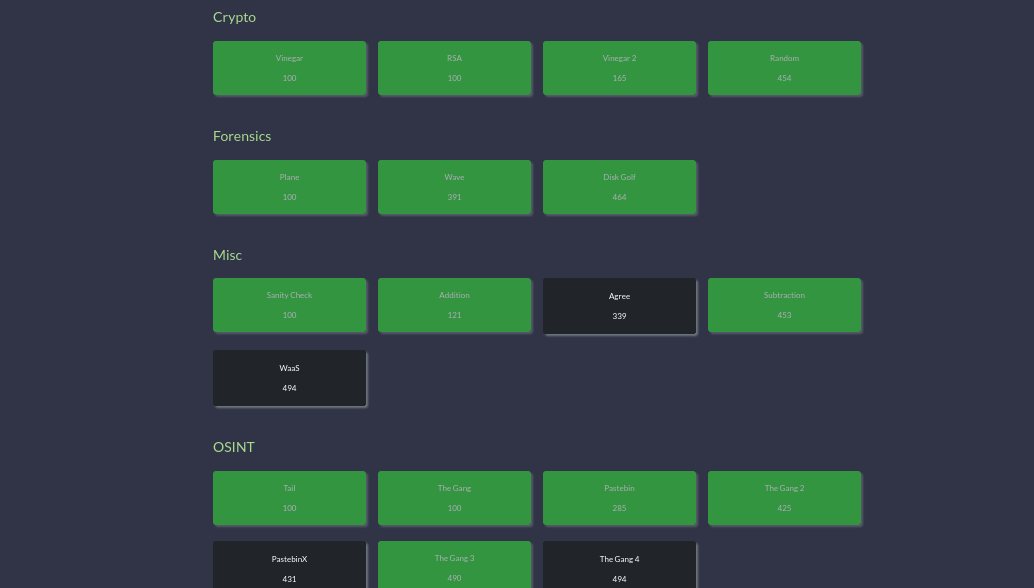 Crypto
Vinegar
100
RSA
100
Vinegar 2
165
Random
454
Forensics
Plane
100
Wave
391
Disk Golf
464
Misc
Sanity Check
100
Addition
121
Agree
339
Subtraction
453
WaaS
494
OSINT
Tail
100
The Gang
100
Pastebin
285
The Gang 2
425
PastebinX
431
The Gang 3
490
The Gang 4
494